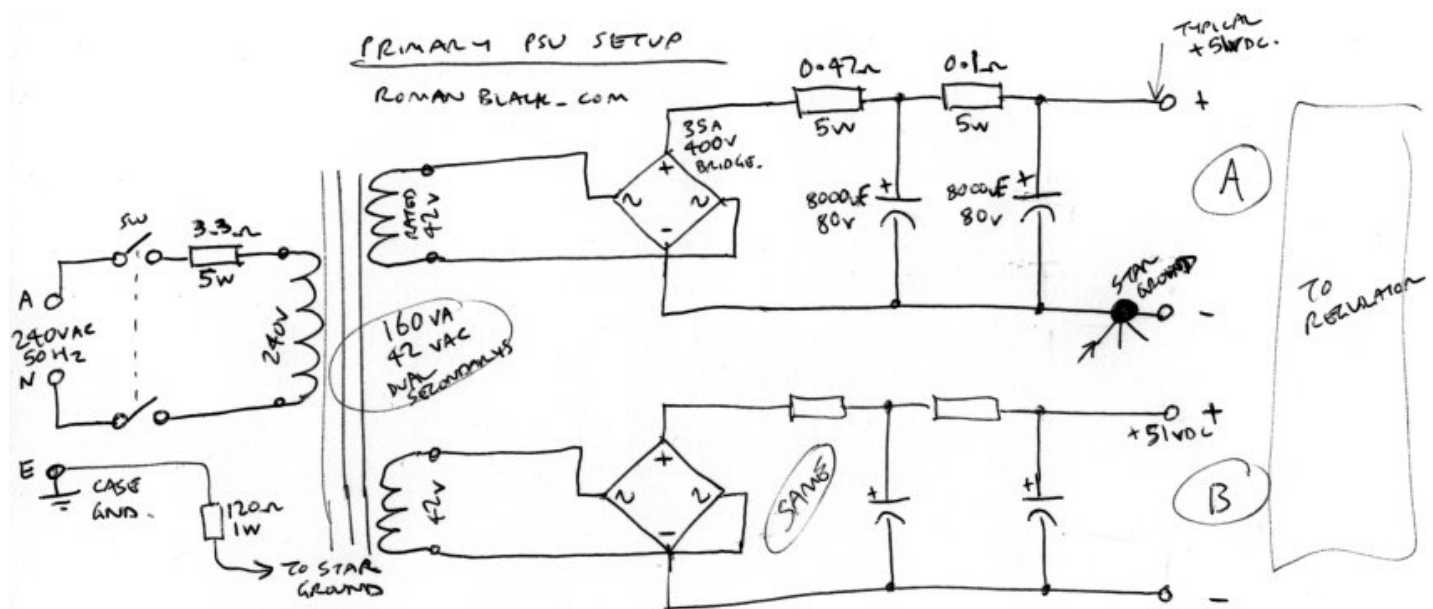 PRIMARY PSU SETUP
ROMANBLACK.COM
TYPICAL
+51VDC.
0.47Ω
5W
0.1Ω
5W
+
35A
400V
BRIDGE.
+
~
~
-
RATED
42V
8000uF
80V
+
8000uF
80V
+
A
STAR
GROUND
-
TO
REGULATOR
SW
3.3Ω
5W
A
240VAC
50HZ
N
240V
160VA
42VAC
DUAL
SECONDARYS
E
CASE
GND.
120Ω
1W
TO STAR
GROUND
42V
+
~
~
-
SAME
+
+
+
+51VDC
B
-